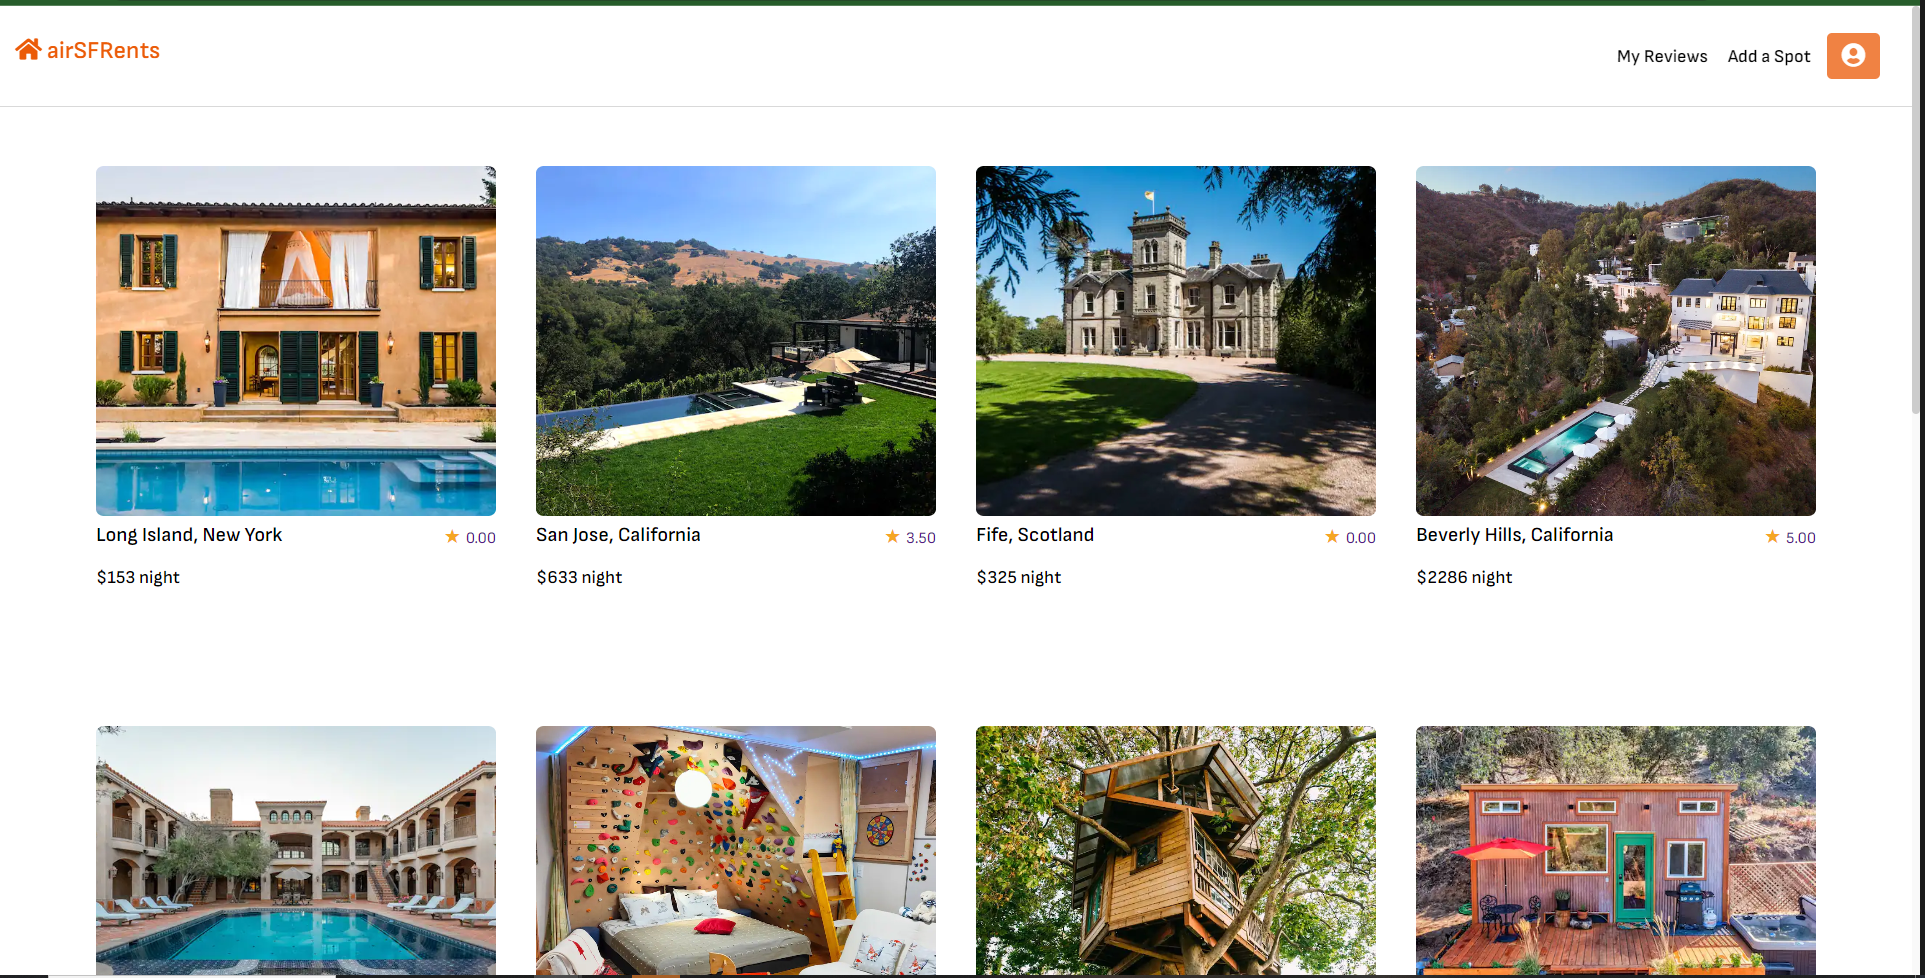 airSFRents
My Reviews
Add a Spot
Long Island, New York
★ 0.00
$153 night
San Jose, California
★ 3.50
$633 night
Fife, Scotland
★ 0.00
$325 night
Beverly Hills, California
★ 5.00
$2286 night